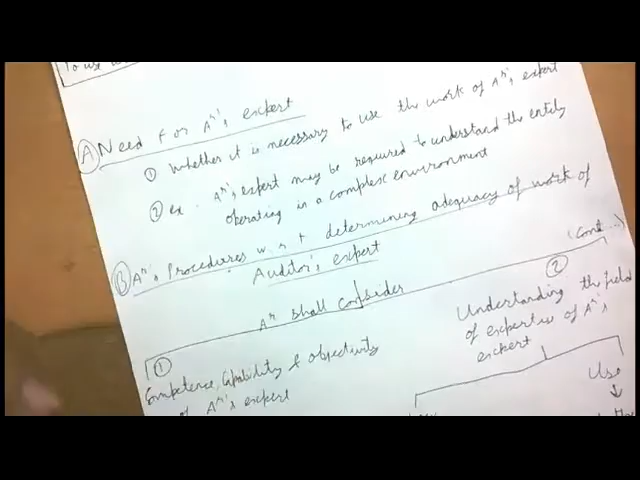 To use
Ⓐ Need for Aʳ's expert
① Whether it is necessary to use the work of Aʳ's expert
② ex - Aʳ's expert may be required to understand the entity
operating in a complex environment
Ⓑ Aʳ's Procedures w.r.t determining adequacy of work of
Auditor's expert
(Cont...)
Aʳ shall consider
①
Competence, Capability & objectivity
of Aʳ's expert
②
Understanding the field
of expertise of Aʳ's
expert
Use
↓